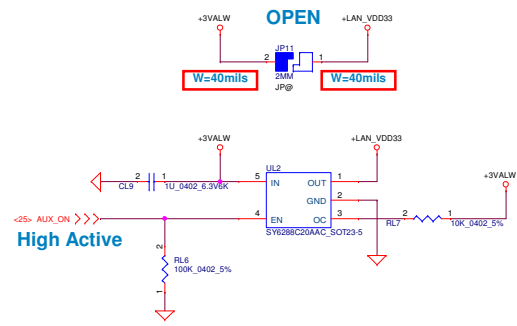 OPEN
+3VALW
+LAN_VDD33
JP11
2
1
W=40mils
W=40mils
2MM
JP@
+3VALW
+LAN_VDD33
+3VALW
UL2
2
1
5
IN
OUT
1
CL9
1U_0402_6.3V6K
GND
2
<25> AUX_ON
4
EN
OC
3
2
1
RL7
10K_0402_5%
SY6288C20AAC_SOT23-5
High Active
2
RL6
100K_0402_5%
1